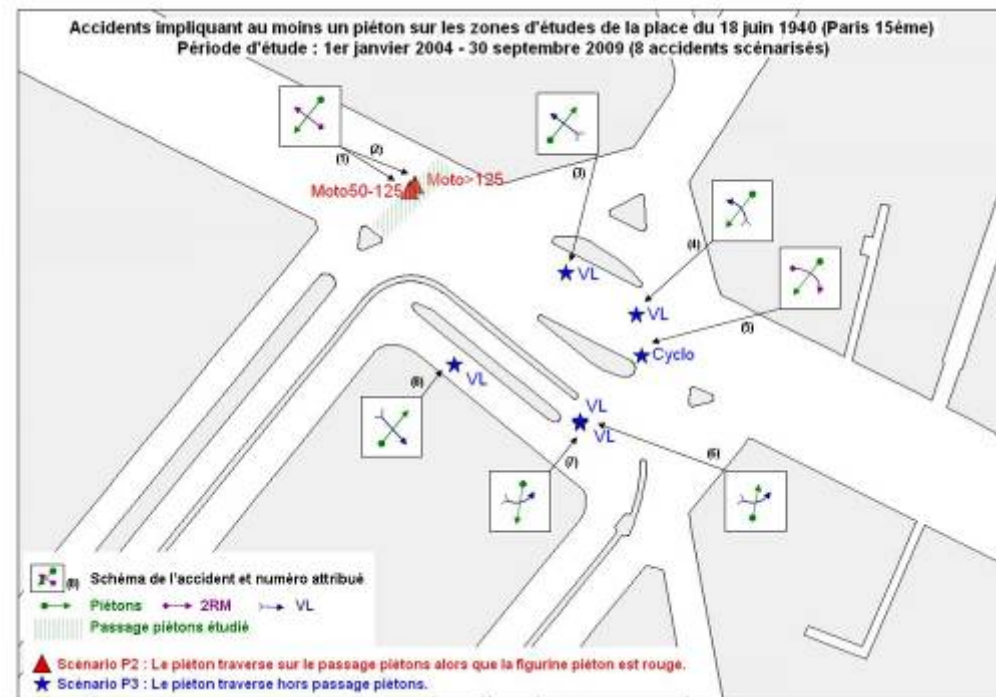 Accidents impliquant au moins un piéton sur les zones d'études de la place du 18 juin 1940 (Paris 15ème)
Période d'étude : 1er janvier 2004 - 30 septembre 2009 (8 accidents scénarisés)
(1)
(2)
Moto50-125
Moto>125
(3)
VL
(4)
VL
(5)
Cyclo
(8)
VL
VL
VL
(7)
(6)
(8) Schéma de l'accident et numéro attribué
Piétons 2RM VL
Passage piétons étudié
Scénario P2 : Le piéton traverse sur le passage piétons alors que la figurine piéton est rouge.
Scénario P3 : Le piéton traverse hors passage piétons.